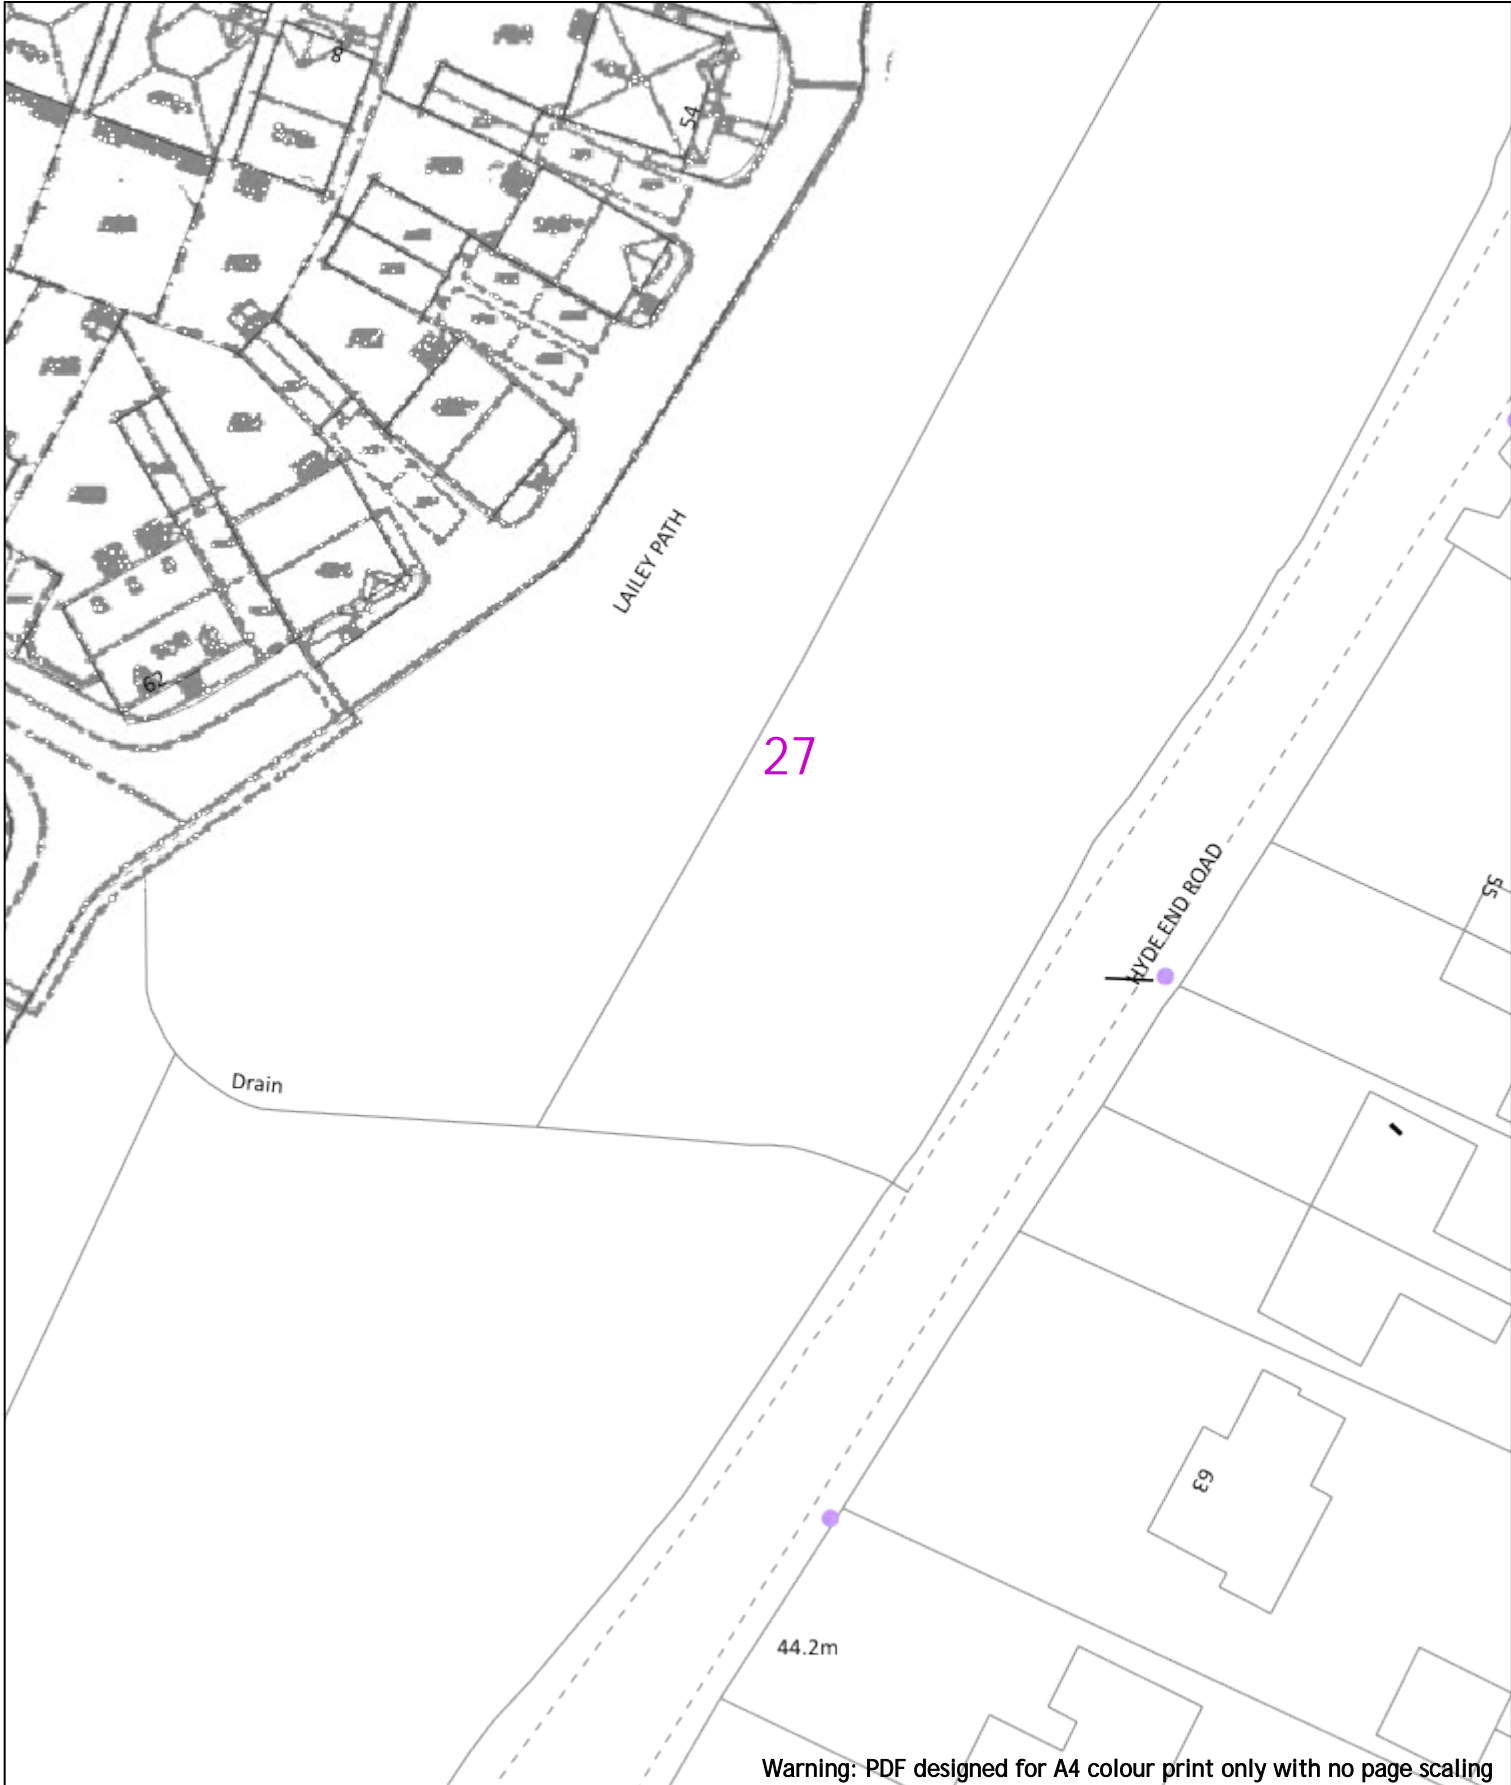 8
54
LAILEY PATH
62
27
55
HYDE END ROAD
Drain
63
44.2m
Warning: PDF designed for A4 colour print only with no page scaling